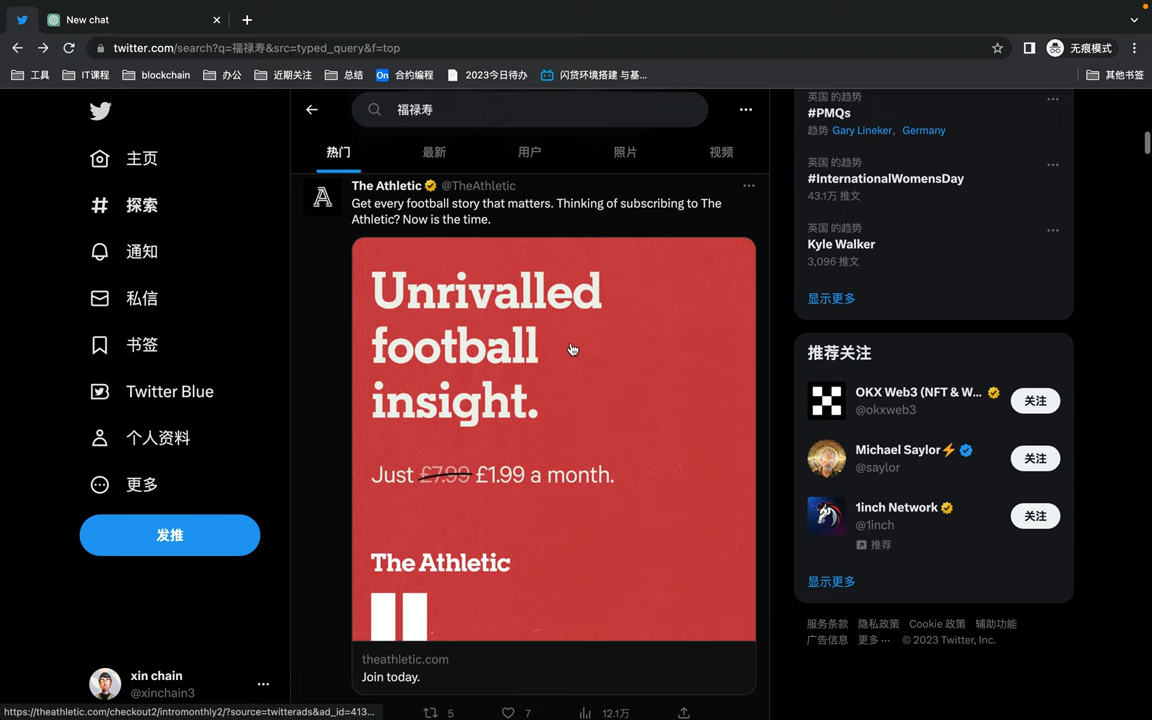 New chat
twitter.com/search?q=福禄寿&src=typed_query&f=top
无痕模式
工具
IT课程
blockchain
办公
近期关注
总结
On 合约编程
2023今日待办
闪贷环境搭建 与基...
其他书签
主页
探索
通知
私信
书签
Twitter Blue
个人资料
更多
发推
xin chain
@xinchain3
福禄寿
热门
最新
用户
照片
视频
The Athletic @TheAthletic
Get every football story that matters. Thinking of subscribing to The
Athletic? Now is the time.
Unrivalled
football
insight.
Just £7.99 £1.99 a month.
The Athletic
theathletic.com
Join today.
5
7
12.1万
英国 的趋势
#PMQs
趋势 Gary Lineker, Germany
英国 的趋势
#InternationalWomensDay
43.1万 推文
英国 的趋势
Kyle Walker
3,096 推文
显示更多
推荐关注
OKX Web3 (NFT & W...
@okxweb3
关注
Michael Saylor⚡
@saylor
关注
1inch Network
@1inch
关注
推荐
显示更多
服务条款 隐私政策 Cookie 政策 辅助功能
广告信息 更多 ··· © 2023 Twitter, Inc.
https://theathletic.com/checkout2/intromonthly2/?source=twitterads&ad_id=413...